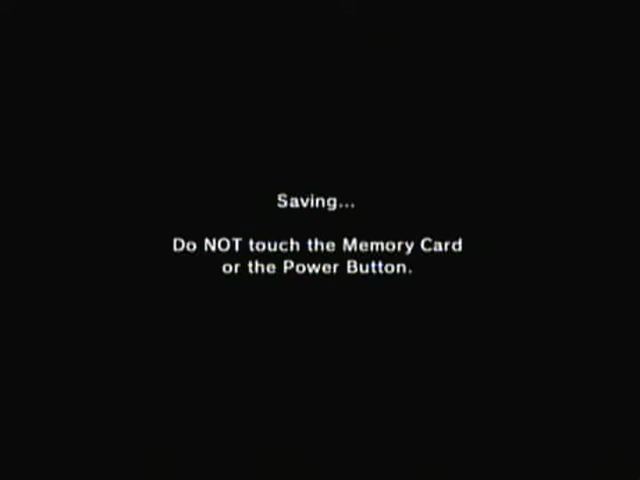 Saving...
Do NOT touch the Memory Card
or the Power Button.